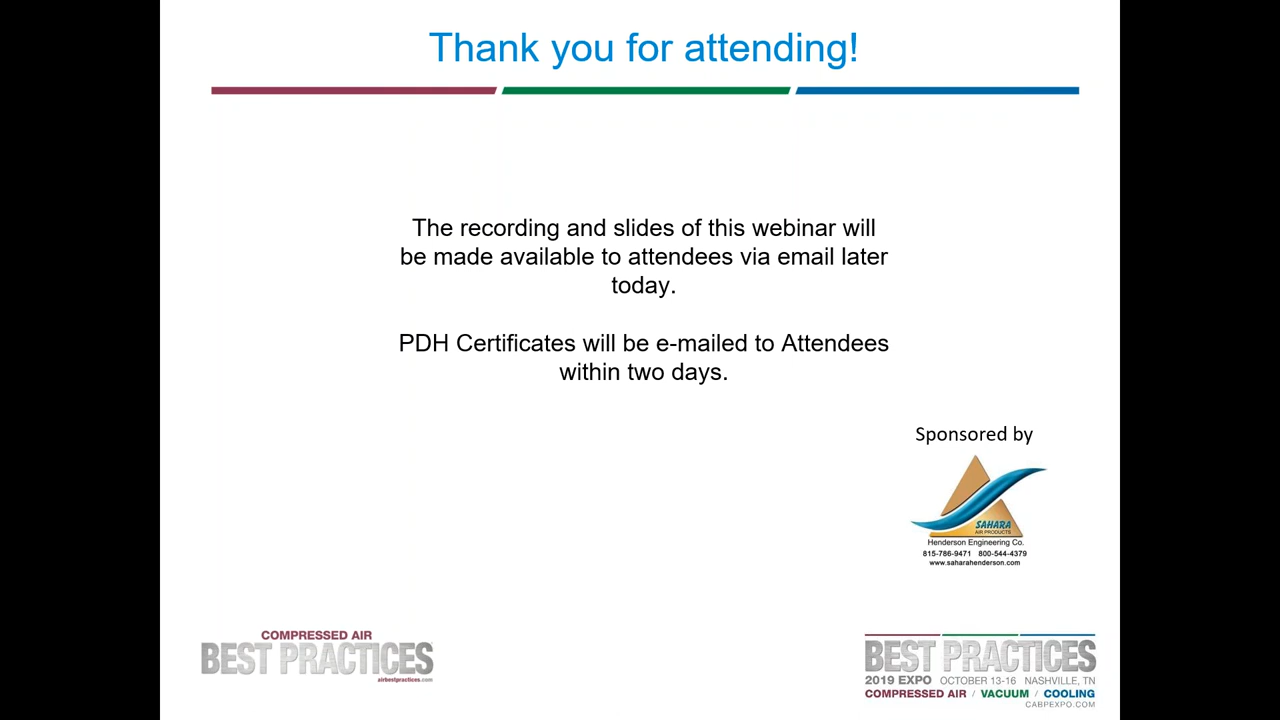 Thank you for attending!
The recording and slides of this webinar will
be made available to attendees via email later
today.
PDH Certificates will be e-mailed to Attendees
within two days.
Sponsored by
SAHARA
AIR PRODUCTS
Henderson Engineering Co.
815-786-9471 800-544-4379
www.saharahenderson.com
COMPRESSED AIR
BEST PRACTICES
airbestpractices.com
BEST PRACTICES
2019 EXPO OCTOBER 13-16 NASHVILLE, TN
COMPRESSED AIR / VACUUM / COOLING
CABPEXPO.COM